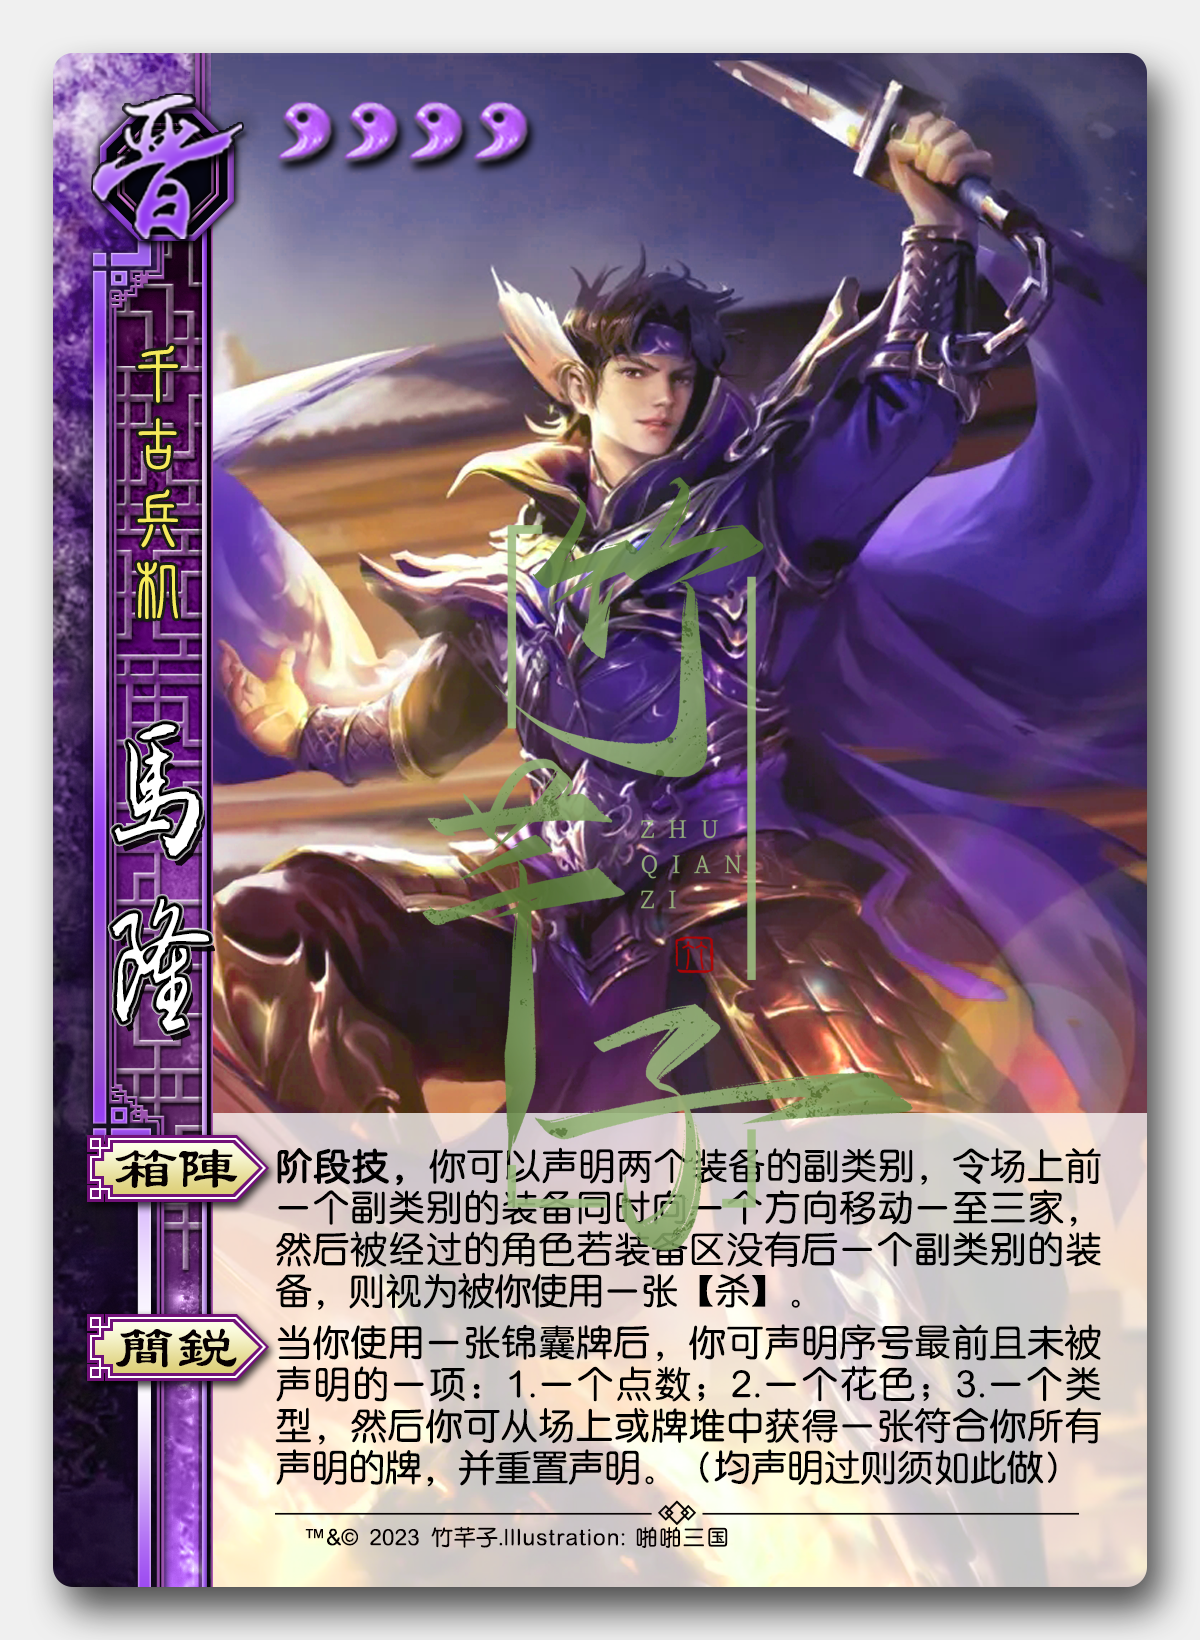 晋
千古兵机
馬隆
竹芊子
ZHU
QIAN
ZI
竹
箱陣
阶段技，你可以声明两个装备的副类别，令场上前
一个副类别的装备同时向一个方向移动一至三家，
然后被经过的角色若装备区没有后一个副类别的装
备，则视为被你使用一张【杀】。
簡鋭
当你使用一张锦囊牌后，你可声明序号最前且未被
声明的一项：1.一个点数；2.一个花色；3.一个类
型，然后你可从场上或牌堆中获得一张符合你所有
声明的牌，并重置声明。（均声明过则须如此做）
™&© 2023 竹芊子.Illustration: 啪啪三国